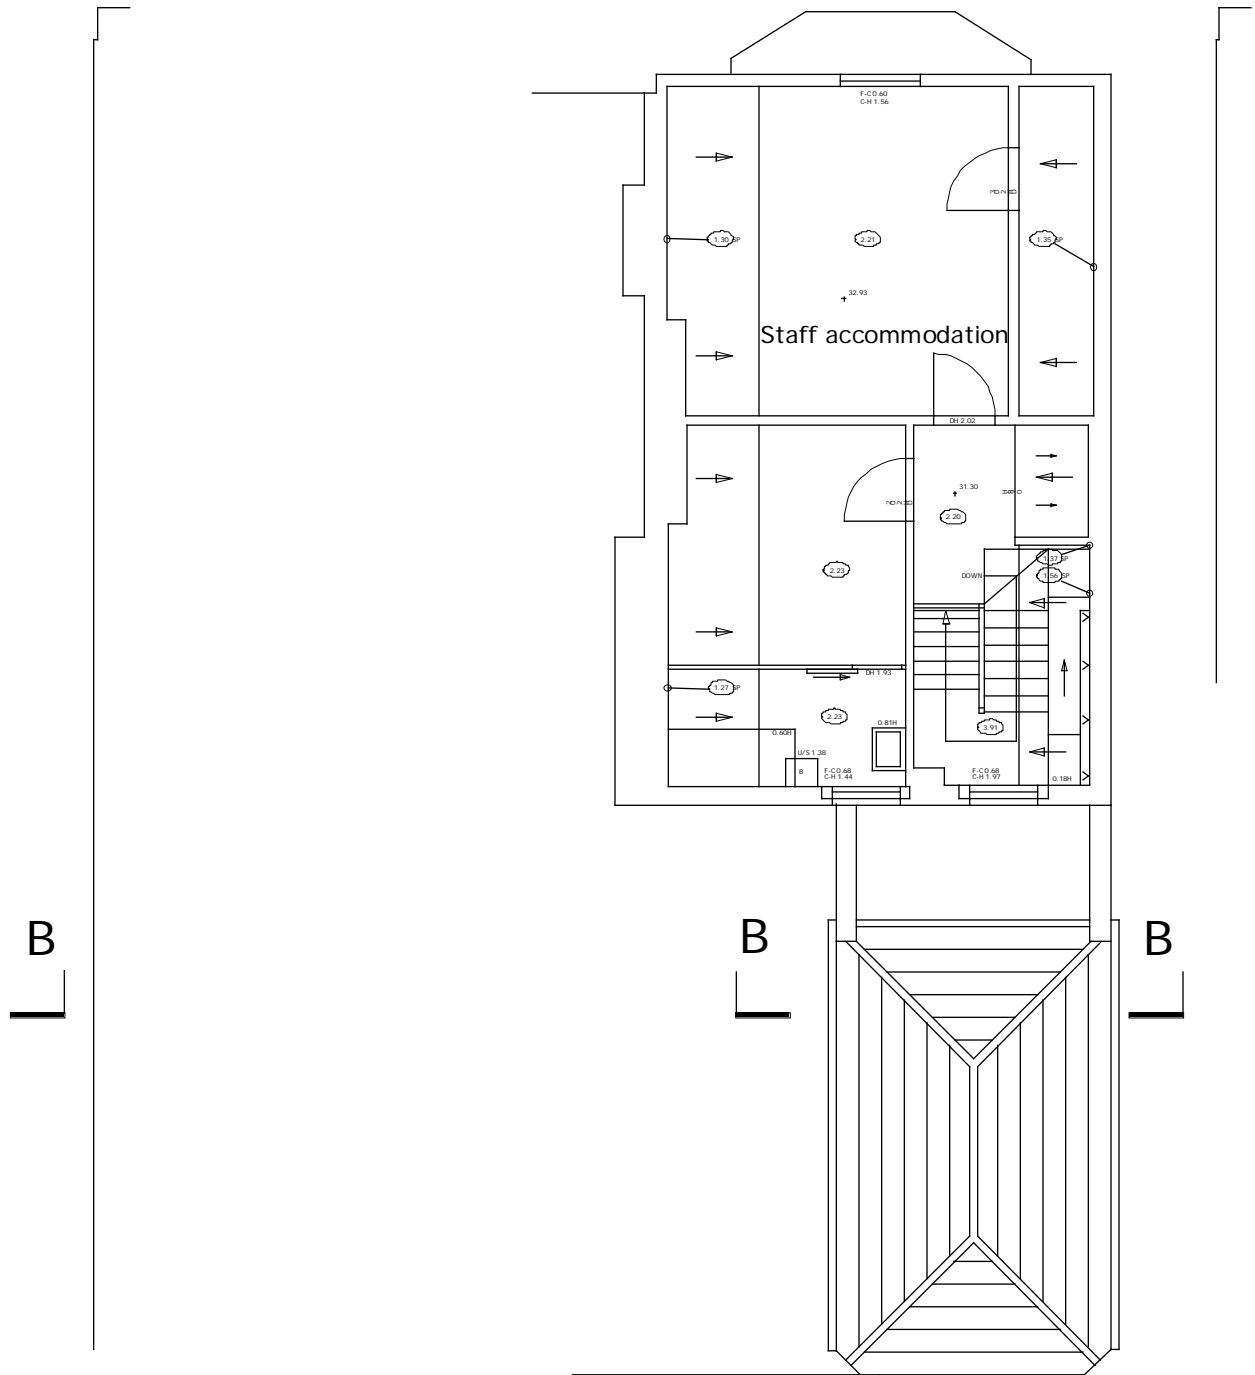 F-C 0.60
C-H 1.56
1.30 SP
2.21
1.35 SP
32.93
Staff accommodation
DH 2.02
31.30
2.20
1.37 SP
2.23
DOWN
1.56 SP
DH 1.93
1.27 SP
2.23
0.81H
3.91
0.60H
U/S 1.38
B
F-C 0.68
C-H 1.44
F-C 0.68
C-H 1.97
0.18H
B
B
B